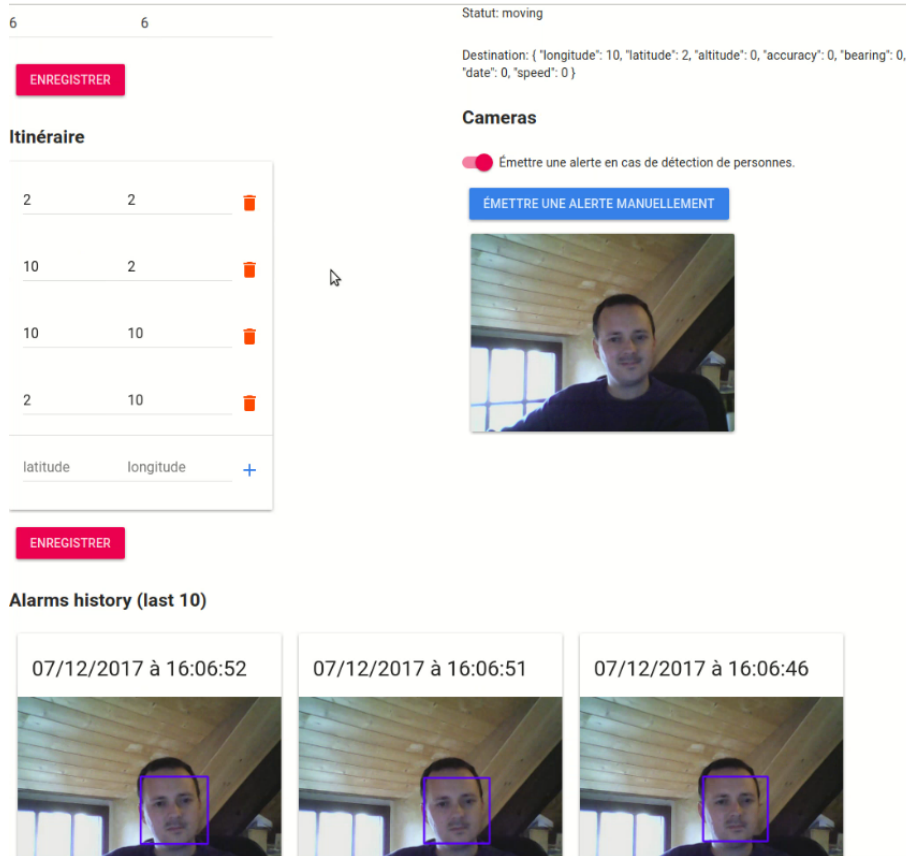 6 6
ENREGISTRER
Itinéraire
2 2
10 2
10 10
2 10
latitude longitude +
ENREGISTRER
Statut: moving
Destination: { "longitude": 10, "latitude": 2, "altitude": 0, "accuracy": 0, "bearing": 0,
"date": 0, "speed": 0 }
Cameras
Émettre une alerte en cas de détection de personnes.
ÉMETTRE UNE ALERTE MANUELLEMENT
Alarms history (last 10)
07/12/2017 à 16:06:52
07/12/2017 à 16:06:51
07/12/2017 à 16:06:46